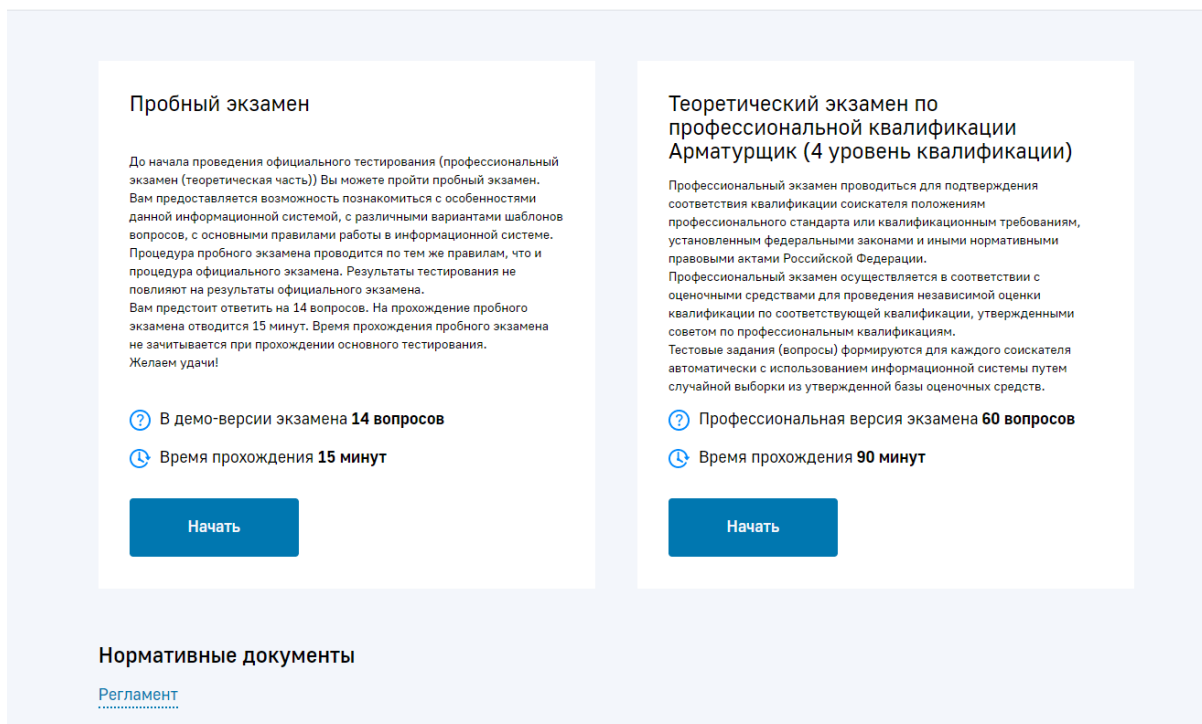 Пробный экзамен
До начала проведения официального тестирования (профессиональный
экзамен (теоретическая часть)) Вы можете пройти пробный экзамен.
Вам предоставляется возможность познакомиться с особенностями
данной информационной системой, с различными вариантами шаблонов
вопросов, с основными правилами работы в информационной системе.
Процедура пробного экзамена проводится по тем же правилам, что и
процедура официального экзамена. Результаты тестирования не
повлияют на результаты официального экзамена.
Вам предстоит ответить на 14 вопросов. На прохождение пробного
экзамена отводится 15 минут. Время прохождения пробного экзамена
не зачитывается при прохождении основного тестирования.
Желаем удачи!
В демо-версии экзамена 14 вопросов
Время прохождения 15 минут
Начать
Теоретический экзамен по
профессиональной квалификации
Арматурщик (4 уровень квалификации)
Профессиональный экзамен проводиться для подтверждения
соответствия квалификации соискателя положениям
профессионального стандарта или квалификационным требованиям,
установленным федеральными законами и иными нормативными
правовыми актами Российской Федерации.
Профессиональный экзамен осуществляется в соответствии с
оценочными средствами для проведения независимой оценки
квалификации по соответствующей квалификации, утвержденными
советом по профессиональным квалификациям.
Тестовые задания (вопросы) формируются для каждого соискателя
автоматически с использованием информационной системы путем
случайной выборки из утвержденной базы оценочных средств.
Профессиональная версия экзамена 60 вопросов
Время прохождения 90 минут
Начать
Нормативные документы
Регламент